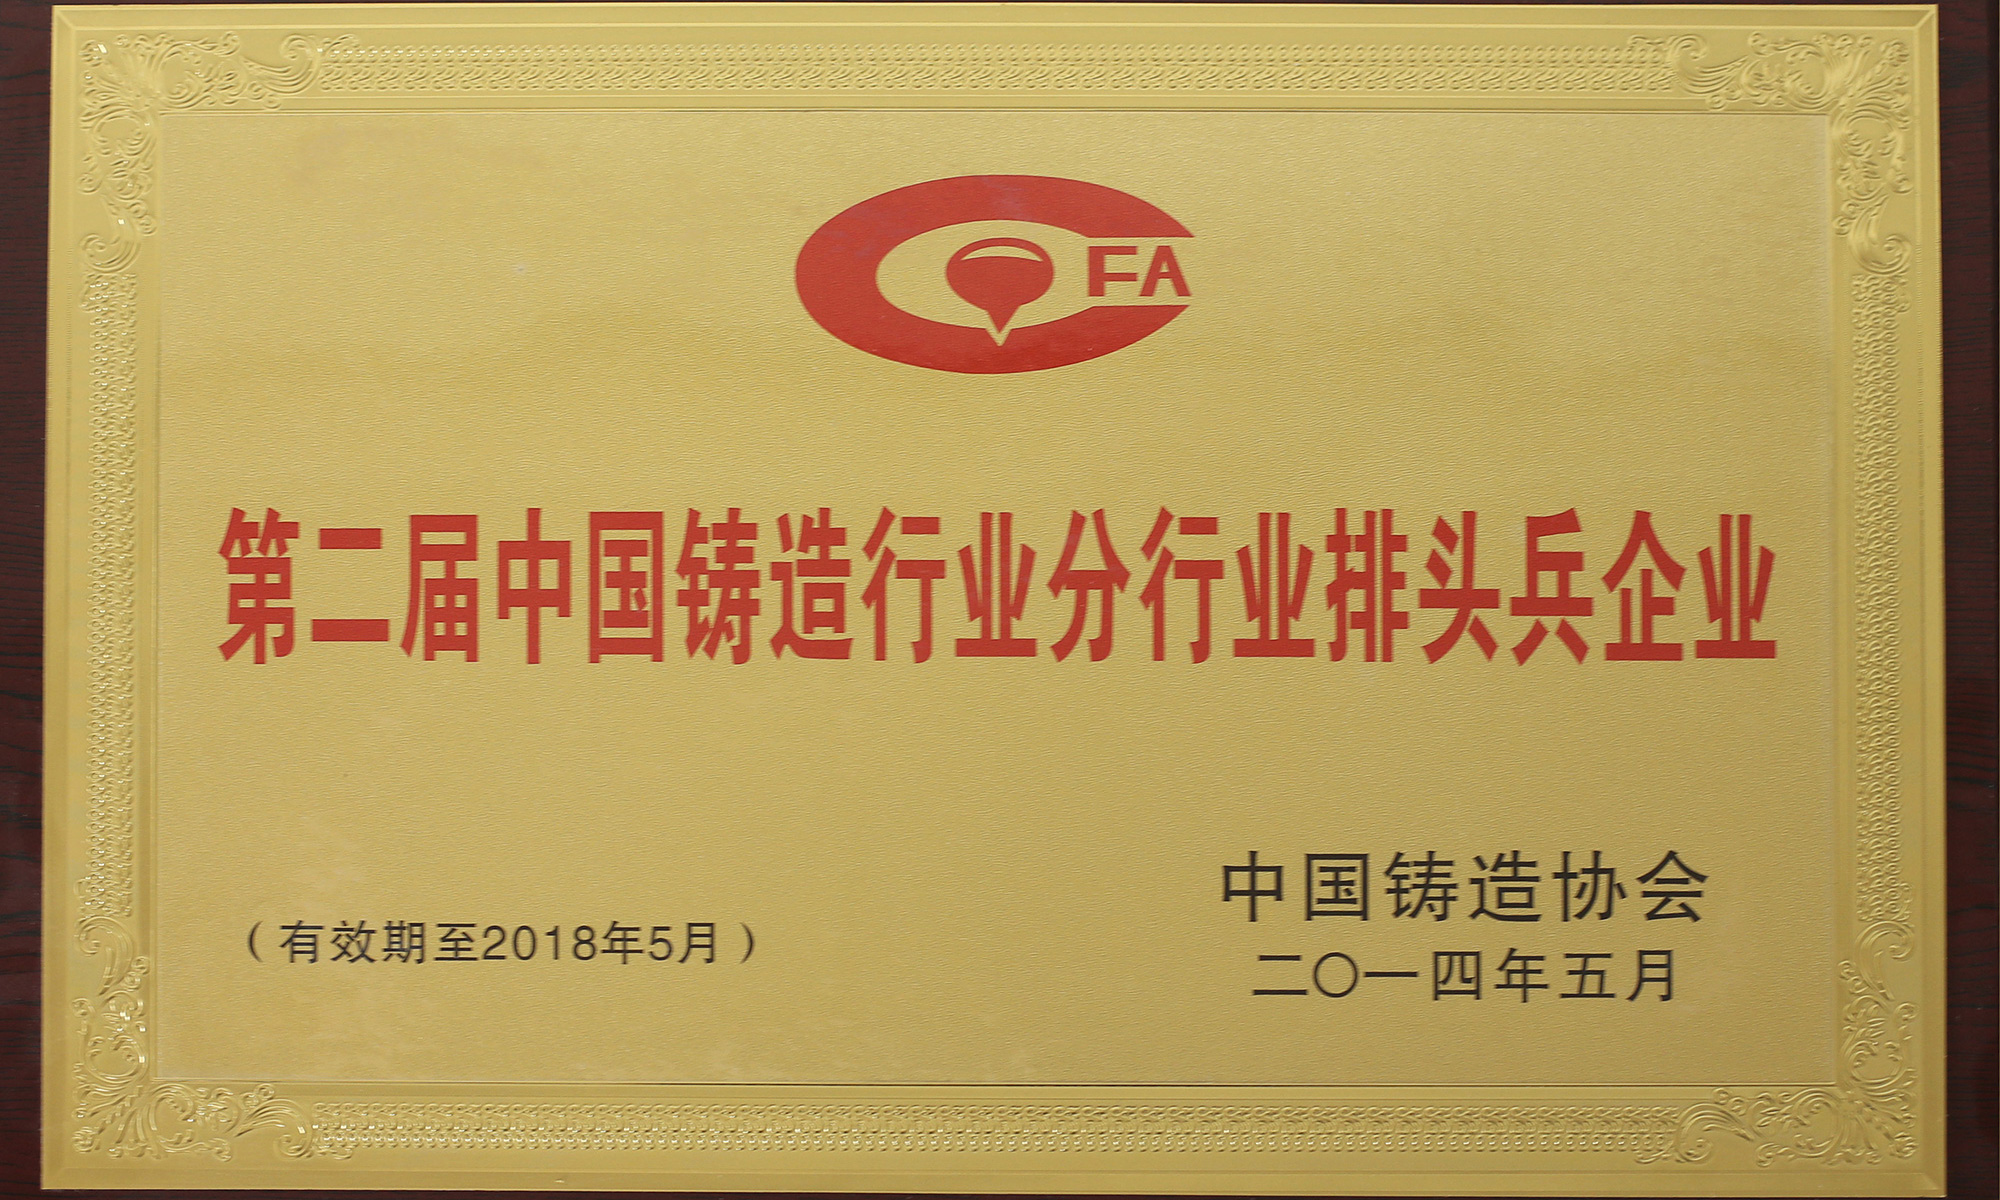 CFA
第二届中国铸造行业分行业排头兵企业
中国铸造协会
（有效期至2018年5月）
二〇一四年五月